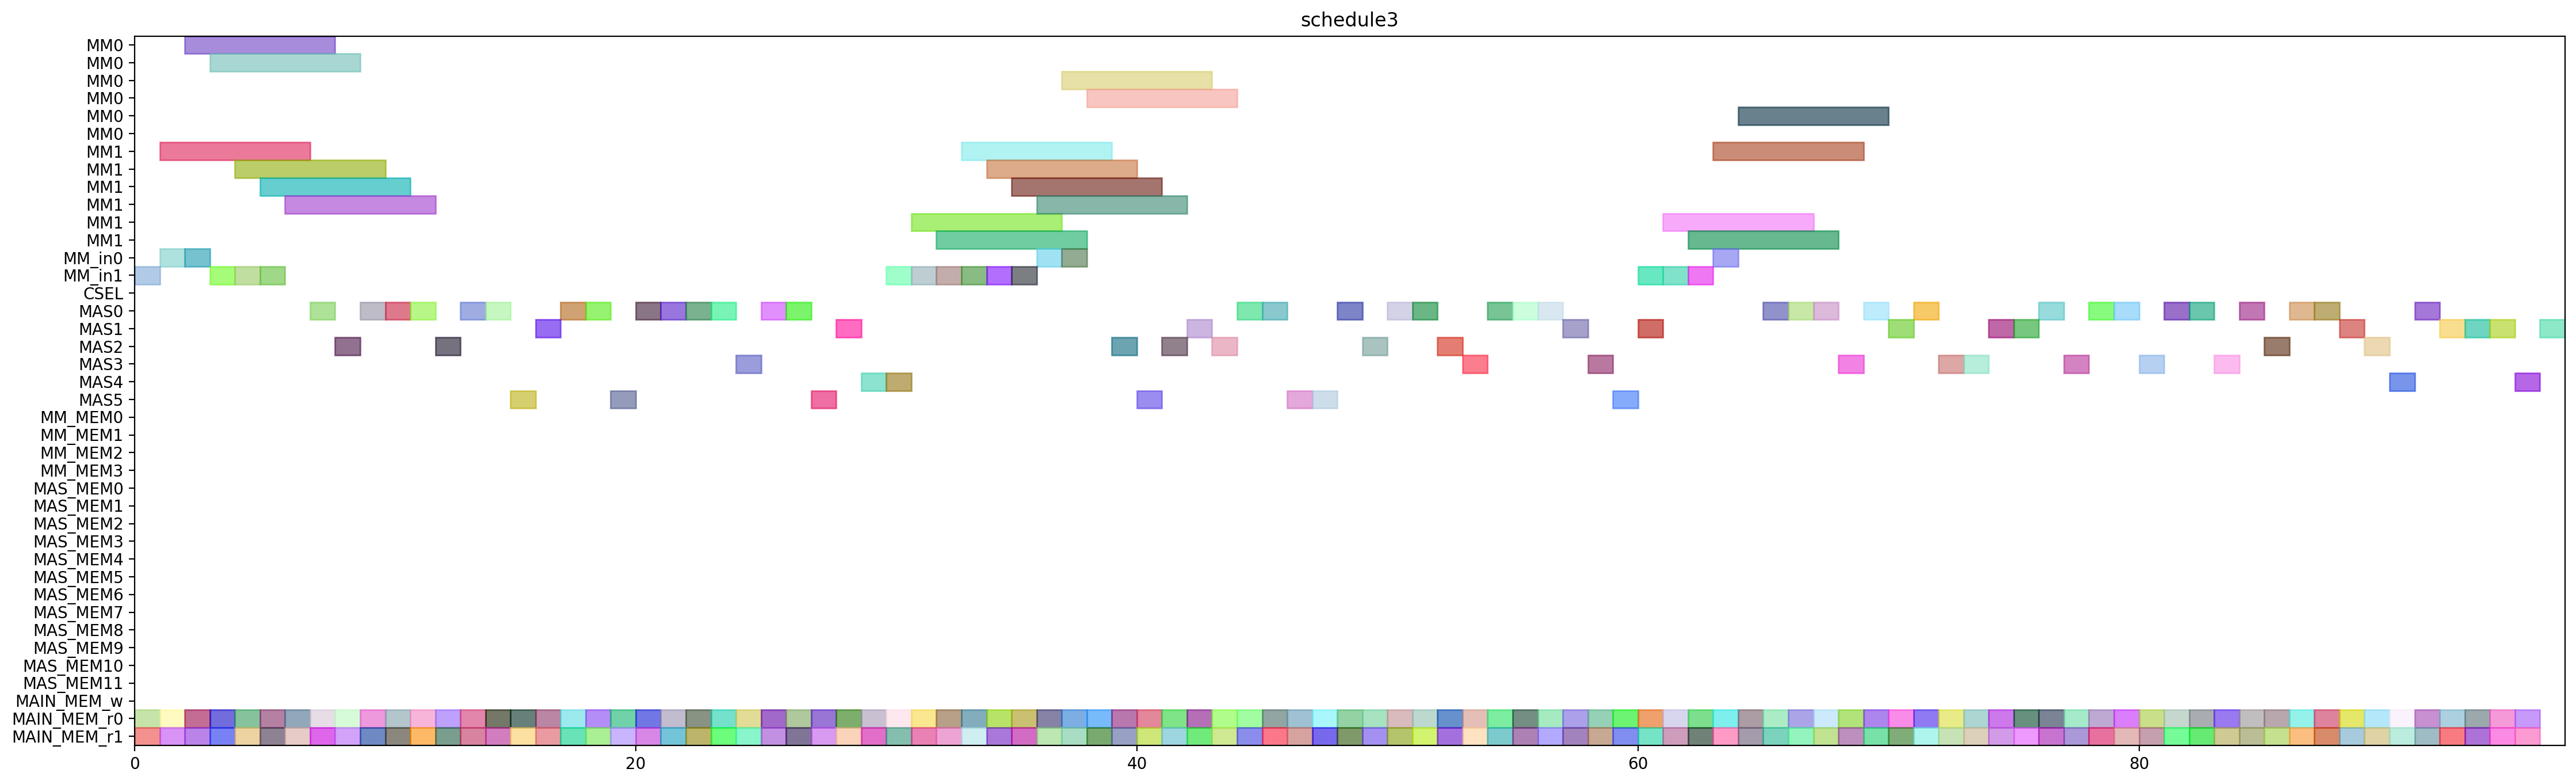 schedule3
MM0
MM0
MM0
MM0
MM0
MM0
MM1
MM1
MM1
MM1
MM1
MM1
MM_in0
MM_in1
CSEL
MAS0
MAS1
MAS2
MAS3
MAS4
MAS5
MM_MEM0
MM_MEM1
MM_MEM2
MM_MEM3
MAS_MEM0
MAS_MEM1
MAS_MEM2
MAS_MEM3
MAS_MEM4
MAS_MEM5
MAS_MEM6
MAS_MEM7
MAS_MEM8
MAS_MEM9
MAS_MEM10
MAS_MEM11
MAIN_MEM_w
MAIN_MEM_r0
MAIN_MEM_r1
0 20 40 60 80